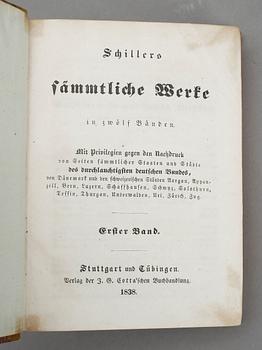 Schillers
sämmtliche Werke
in zwölf Bänden.
Mit Privilegien gegen den Nachdruck
von Seiten sämmtlicher Staaten und Städte
des durchlauchtigsten deutschen Bundes,
von Dänemark und den schweizerischen Ständen Aargau, Appen-
zell, Bern, Luzern, Schaffhausen, Schwyz, Solothurn,
Tessin, Thurgau, Unterwalden, Uri, Zürich, Zug.
Erster Band.
Stuttgart und Tübingen.
Verlag der J. G. Cotta'schen Buchhandlung.
1838.